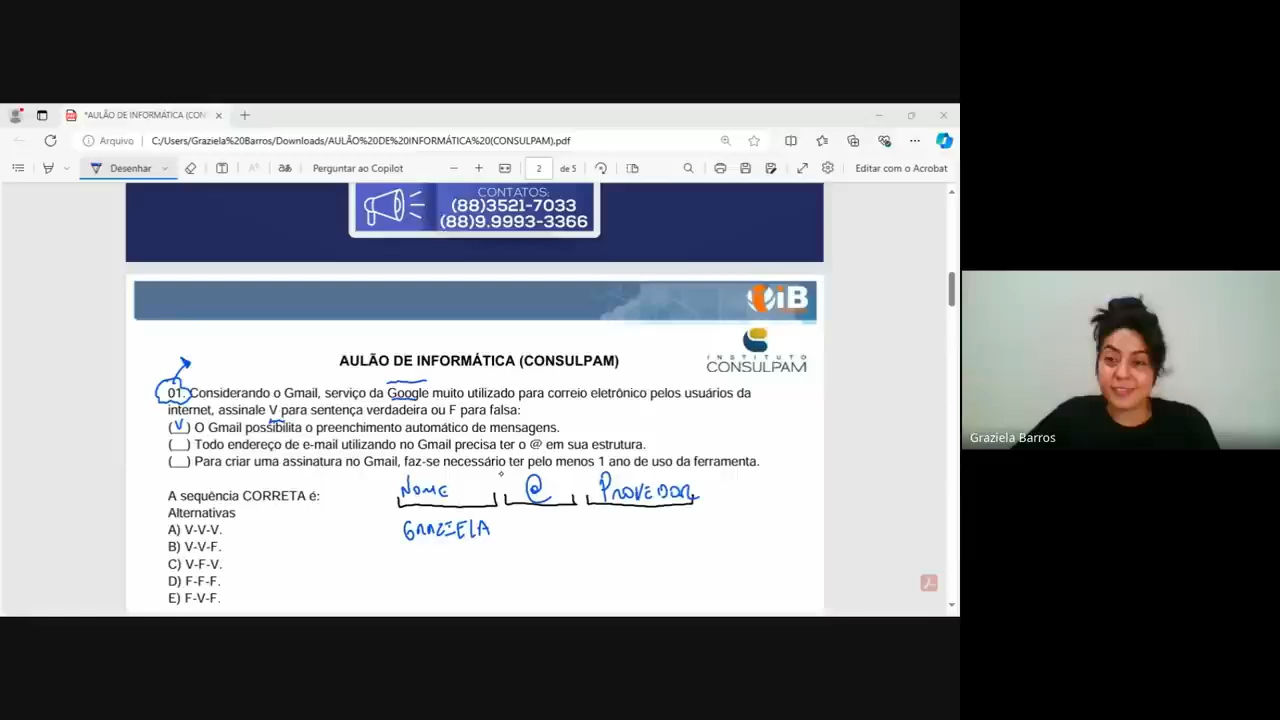 *AULÃO DE INFORMÁTICA (CON
Arquivo
C:/Users/Graziela%20Barros/Downloads/AULÃO%20DE%20INFORMÁTICA%20(CONSULPAM).pdf
Desenhar
Perguntar ao Copilot
2
de 5
Editar com o Acrobat
CONTATOS:
(88)3521-7033
(88)9.9993-3366
UiB
INSTITUTO
CONSULPAM
AULÃO DE INFORMÁTICA (CONSULPAM)
01. Considerando o Gmail, serviço da Google muito utilizado para correio eletrônico pelos usuários da
internet, assinale V para sentença verdadeira ou F para falsa:
(V) O Gmail possibilita o preenchimento automático de mensagens.
(__) Todo endereço de e-mail utilizando no Gmail precisa ter o @ em sua estrutura.
(__) Para criar uma assinatura no Gmail, faz-se necessário ter pelo menos 1 ano de uso da ferramenta.
NOME @ PROVEDOR
GRAZIELA
A sequência CORRETA é:
Alternativas
A) V-V-V.
B) V-V-F.
C) V-F-V.
D) F-F-F.
E) F-V-F.
Graziela Barros